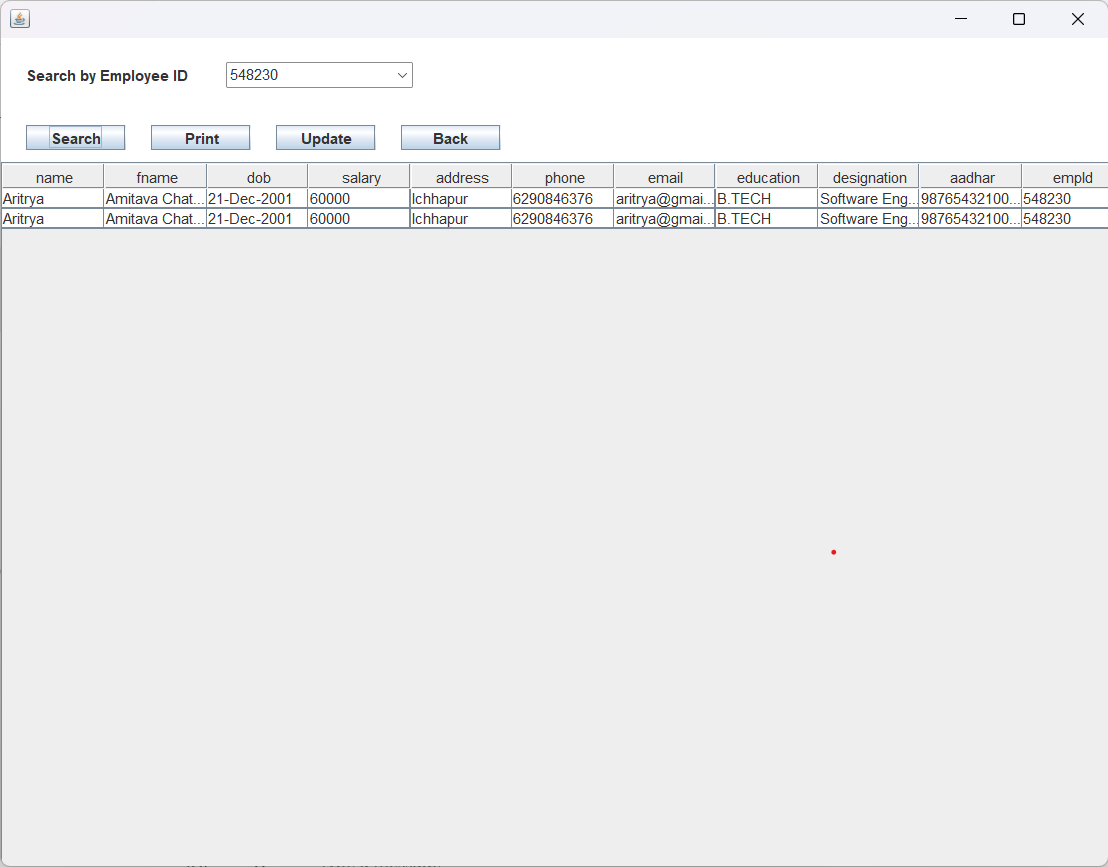 Search by Employee ID 548230
Search Print Update Back
name fname dob salary address phone email education designation aadhar empId
Aritrya Amitava Chat... 21-Dec-2001 60000 Ichhapur 6290846376 aritrya@gmai... B.TECH Software Eng... 98765432100... 548230
Aritrya Amitava Chat... 21-Dec-2001 60000 Ichhapur 6290846376 aritrya@gmai... B.TECH Software Eng... 98765432100... 548230